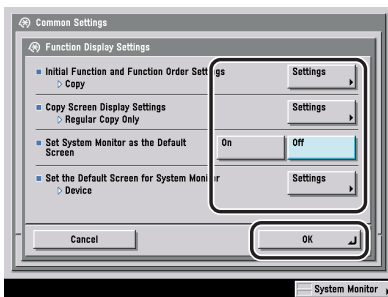 Common Settings
Function Display Settings
Initial Function and Function Order Settings
Copy
Settings
Copy Screen Display Settings
Regular Copy Only
Settings
Set System Monitor as the Default
Screen
On
Off
Set the Default Screen for System Monitor
Device
Settings
Cancel
OK
System Monitor